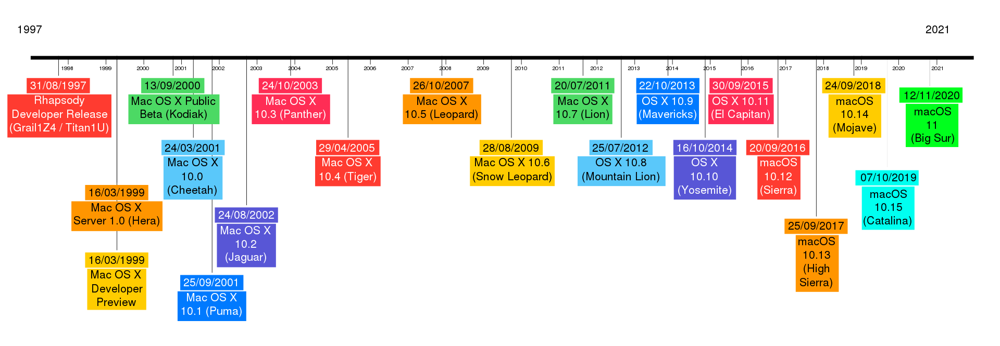 1997
2021
1998
1999
2000
2001
2002
2003
2004
2005
2006
2007
2008
2009
2010
2011
2012
2013
2014
2015
2016
2017
2018
2019
2020
2021
31/08/1997
Rhapsody
Developer Release
(Grail1Z4 / Titan1U)
16/03/1999
Mac OS X
Server 1.0 (Hera)
16/03/1999
Mac OS X
Developer
Preview
13/09/2000
Mac OS X Public
Beta (Kodiak)
24/03/2001
Mac OS X
10.0
(Cheetah)
25/09/2001
Mac OS X
10.1 (Puma)
24/08/2002
Mac OS X
10.2
(Jaguar)
24/10/2003
Mac OS X
10.3 (Panther)
29/04/2005
Mac OS X
10.4 (Tiger)
26/10/2007
Mac OS X
10.5 (Leopard)
28/08/2009
Mac OS X 10.6
(Snow Leopard)
20/07/2011
Mac OS X
10.7 (Lion)
25/07/2012
OS X 10.8
(Mountain Lion)
22/10/2013
OS X 10.9
(Mavericks)
16/10/2014
OS X
10.10
(Yosemite)
30/09/2015
OS X 10.11
(El Capitan)
20/09/2016
macOS
10.12
(Sierra)
25/09/2017
macOS
10.13
(High
Sierra)
24/09/2018
macOS
10.14
(Mojave)
07/10/2019
macOS
10.15
(Catalina)
12/11/2020
macOS
11
(Big Sur)